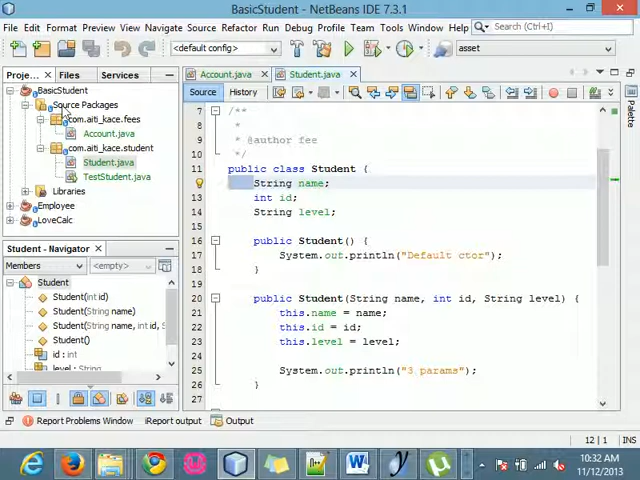 BasicStudent - NetBeans IDE 7.3.1
File Edit View Navigate Source Refactor Run Debug Profile Team Tools Window Help
Search (Ctrl+I)
<default config>
asset
Proje...
Files
Services
Account.java
Student.java
Source
History
BasicStudent
Source Packages
com.aiti_kace.fees
Account.java
com.aiti_kace.student
Student.java
TestStudent.java
Libraries
Employee
LoveCalc
Student - Navigator
Members
<empty>
Student
Student(int id)
Student(String name)
Student(String name, int id,
Student()
id : int
level : String
7 /**
8 *
9 * @author fee
10 */
11 public class Student {
String name;
13 int id;
14 String level;
15
16 public Student() {
17 System.out.println("Default ctor");
18 }
19
20 public Student(String name, int id, String level) {
21 this.name = name;
22 this.id = id;
23 this.level = level;
24
25 System.out.println("3 params");
26 }
27
Palette
Report Problems Window
iReport output
Output
12 | 1
INS
10:32 AM
11/12/2013